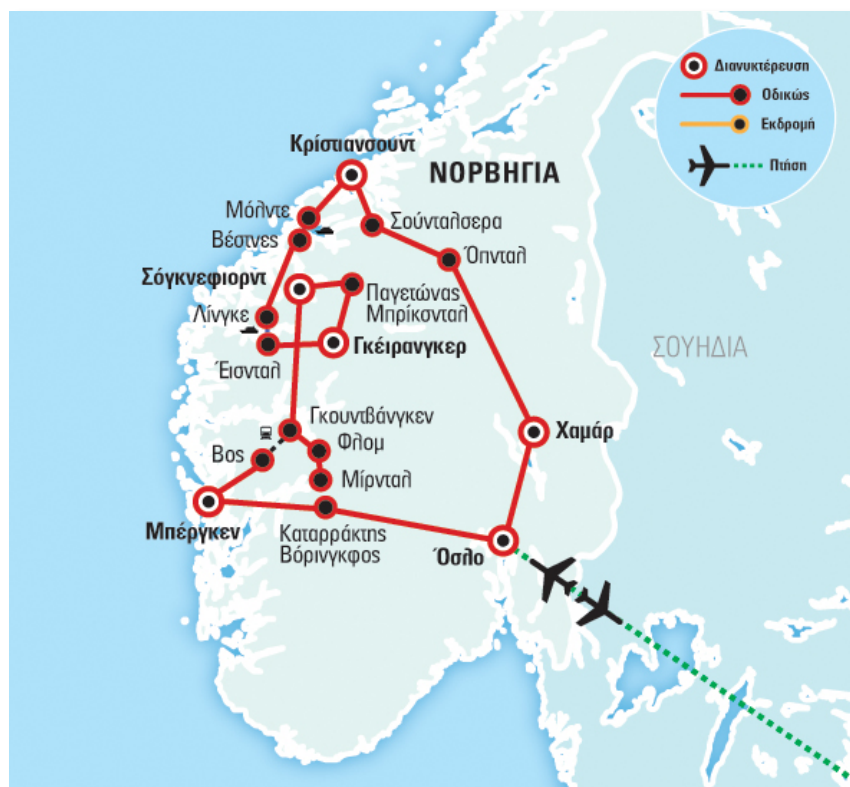 Διανυκτέρευση
Οδικώς
Εκδρομή
Πτήση
Κρίστιανσουντ
ΝΟΡΒΗΓΙΑ
Μόλντε
Σούνταλσερα
Βέστνες
Όπνταλ
Σόγκνεφιορντ
Παγετώνας
Μπρίκσνταλ
Λίνγκε
Γκέιρανγκερ
ΣΟΥΗΔΙΑ
Έισνταλ
Γκουντβάνγκεν
Χαμάρ
Φλομ
Βος
Μίρνταλ
Μπέργκεν
Καταρράκτης
Βόρινγκφος
Όσλο